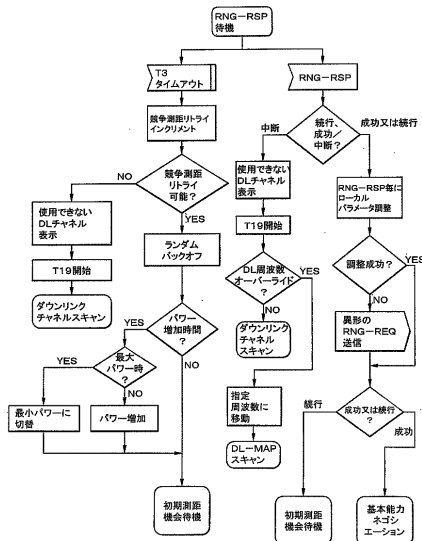 RNG-RSP
待機
T3
タイムアウト
RNG-RSP
競争測距リトライ
インクリメント
中断
続行、
成功/
中断?
成功又は続行
NO
競争測距
リトライ
可能?
YES
使用できない
DLチャネル
表示
T19開始
ダウンリンク
チャネルスキャン
ランダム
バックオフ
YES
パワー
増加時間
?
NO
YES
最大
パワー時
?
NO
最小パワーに
切替
パワー増加
初期測距
機会待機
使用できない
DLチャネル
表示
T19開始
DL周波数
オーバーライド
?
YES
NO
ダウンリンク
チャネル
スキャン
指定
周波数に
移動
DL-MAP
スキャン
RNG-RSP毎に
ローカル
パラメータ調整
調整成功?
YES
NO
異形の
RNG-REQ
送信
続行
成功又は続行
?
成功
初期測距
機会待機
基本能力
ネゴシ
エーション